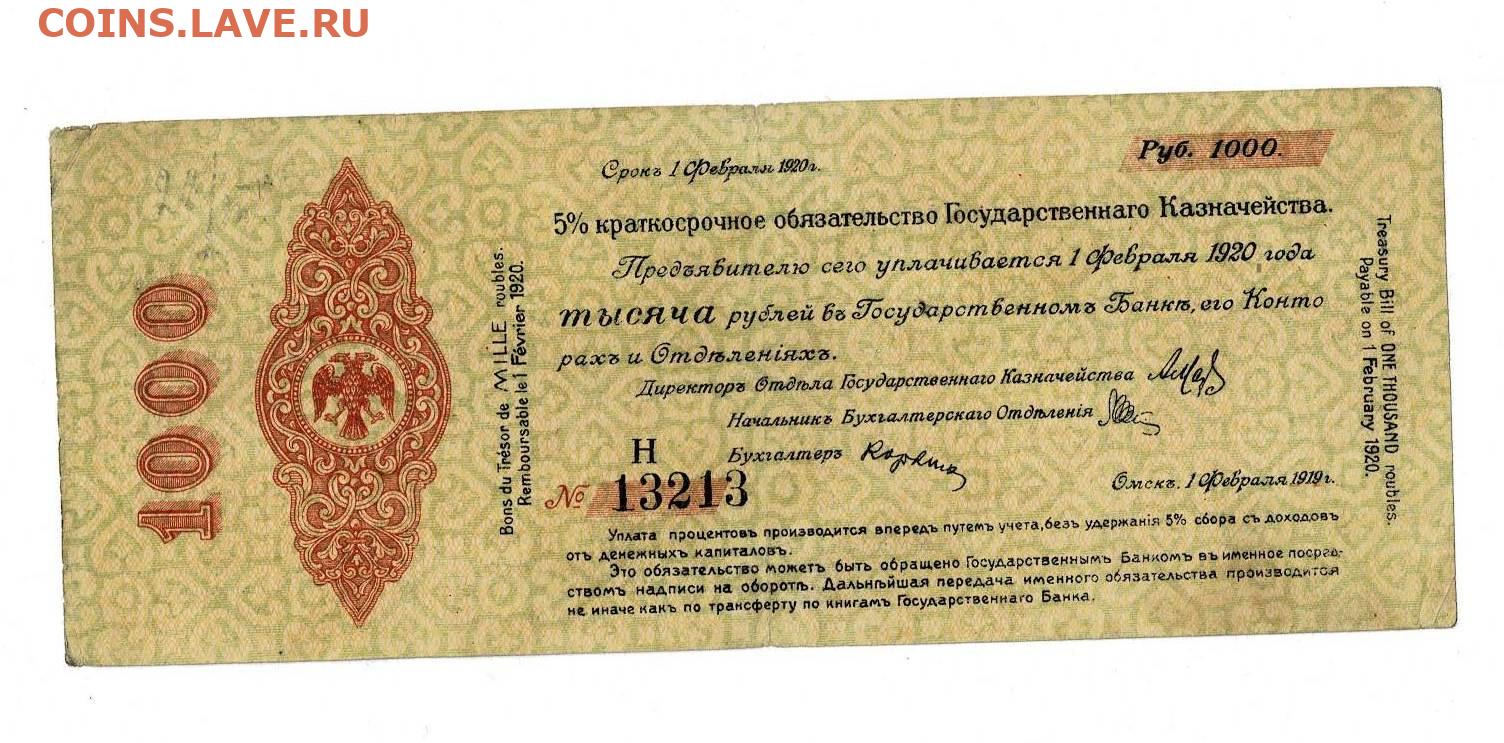 COINS.LAVE.RU
Руб. 1000.
Срокъ 1 Февраля 1920г.
5% краткосрочное обязательство Государственнаго Казначейства.
Предъявителю сего уплачивается 1 Февраля 1920 года
тысяча рублей въ Государственномъ Банкѣ, его Конто
рахъ и Отдѣленіяхъ.
Директоръ Отдѣла Государственнаго Казначейства
Начальникъ Бухгалтерскаго Отдѣленія
Бухгалтеръ
Н
№ 13213
Омскъ, 1 Февраля 1919г.
Уплата процентовъ производится впередъ путемъ учета, безъ удержанія 5% сбора съ доходовъ
отъ денежныхъ капиталовъ.
Это обязательство можетъ быть обращено Государственнымъ Банкомъ въ именное посред-
ствомъ надписи на оборотѣ. Дальнѣйшая передача именного обязательства производится
не иначе какъ по трансферту по книгамъ Государственнаго Банка.
1000
Bons du Trésor de MILLE roubles.
Remboursable le 1 Février 1920.
Treasury Bill of ONE THOUSAND roubles.
Payable on 1 February 1920.